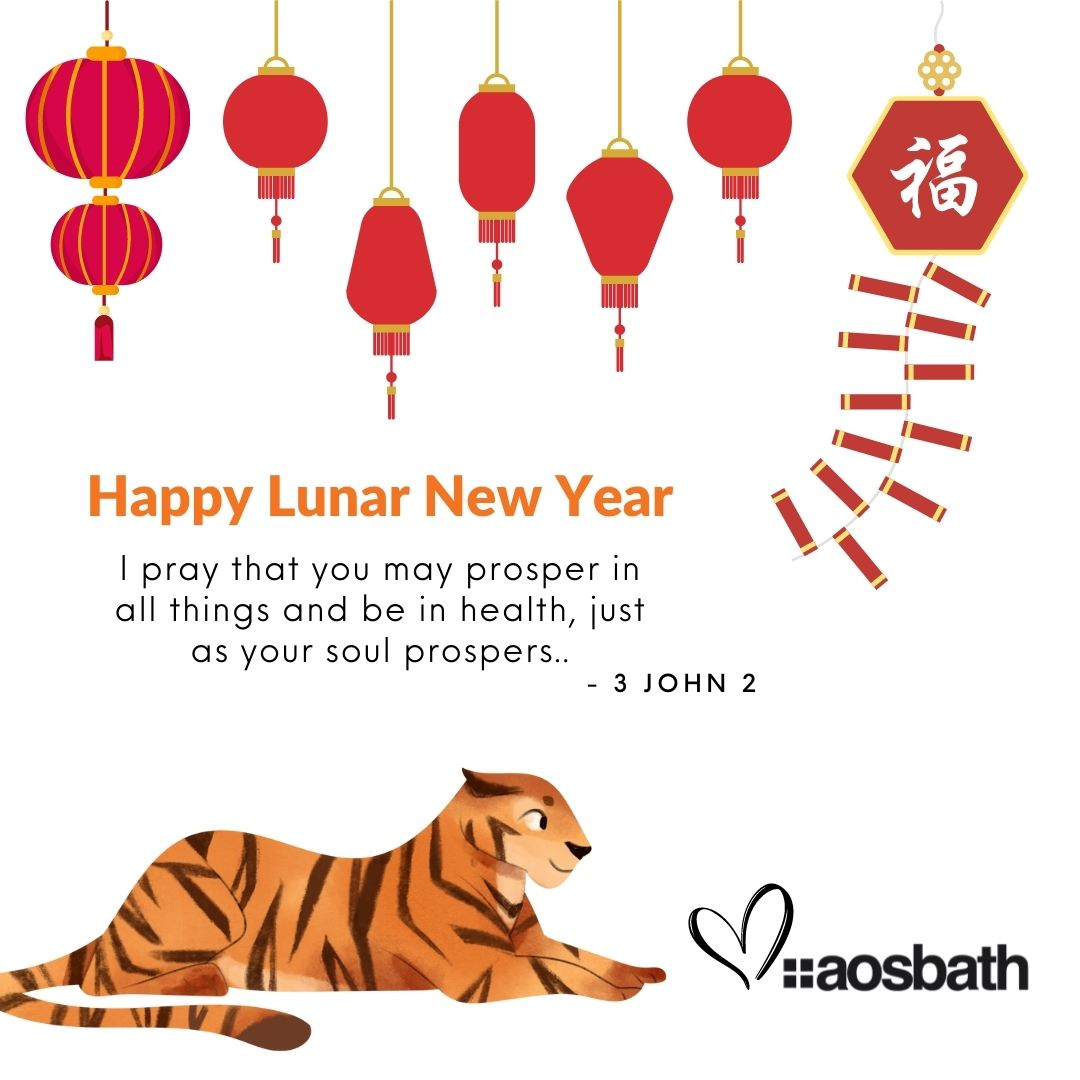 福
Happy Lunar New Year
I pray that you may prosper in
all things and be in health, just
as your soul prospers..
- 3 JOHN 2
::aosbath